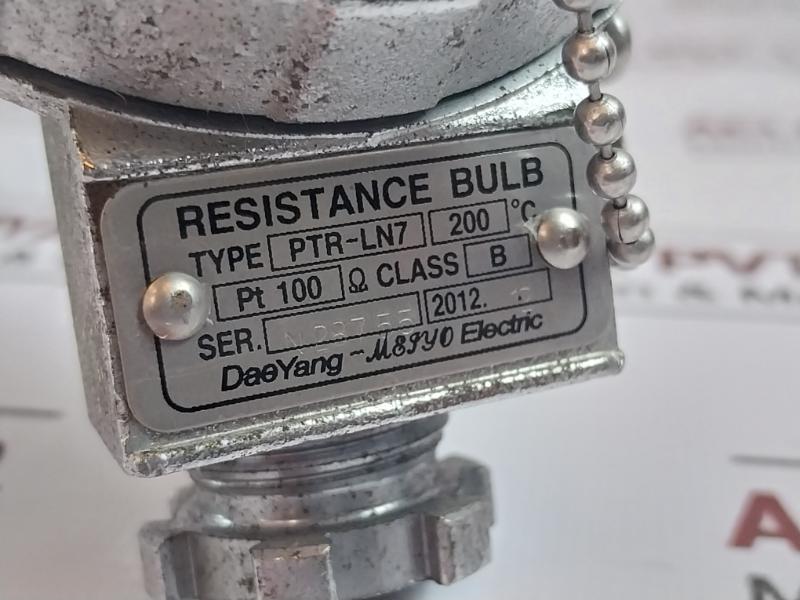 RESISTANCE BULB
TYPE PTR-LN7 200 °C
Pt 100 Ω CLASS B
SER. 2012.
DaeYang-MEIYO Electric